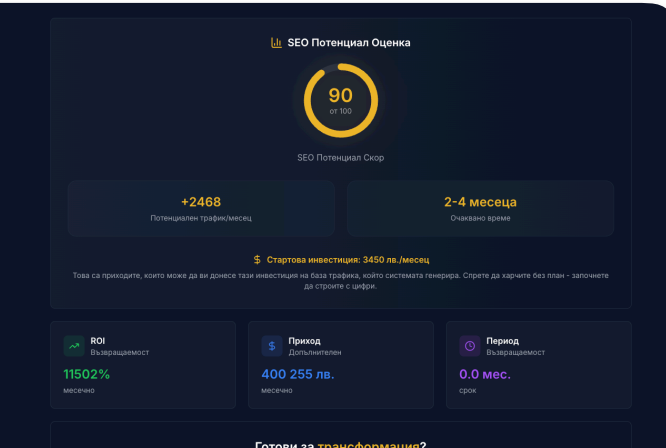 SEO Потенциал Оценка
90
от 100
SEO Потенциал Скор
+2468
Потенциален трафик/месец
2-4 месеца
Очаквано време
Стартова инвестиция: 3450 лв./месец
Това са приходите, които може да ви донесе тази инвестиция на база трафика, който системата генерира. Спрете да харчите без план - започнете
да строите с цифри.
ROI
Възвращаемост
11502%
месечно
Приход
Допълнителен
400 255 лв.
месечно
Период
Възвращаемост
0.0 мес.
срок
Готови за трансформация?